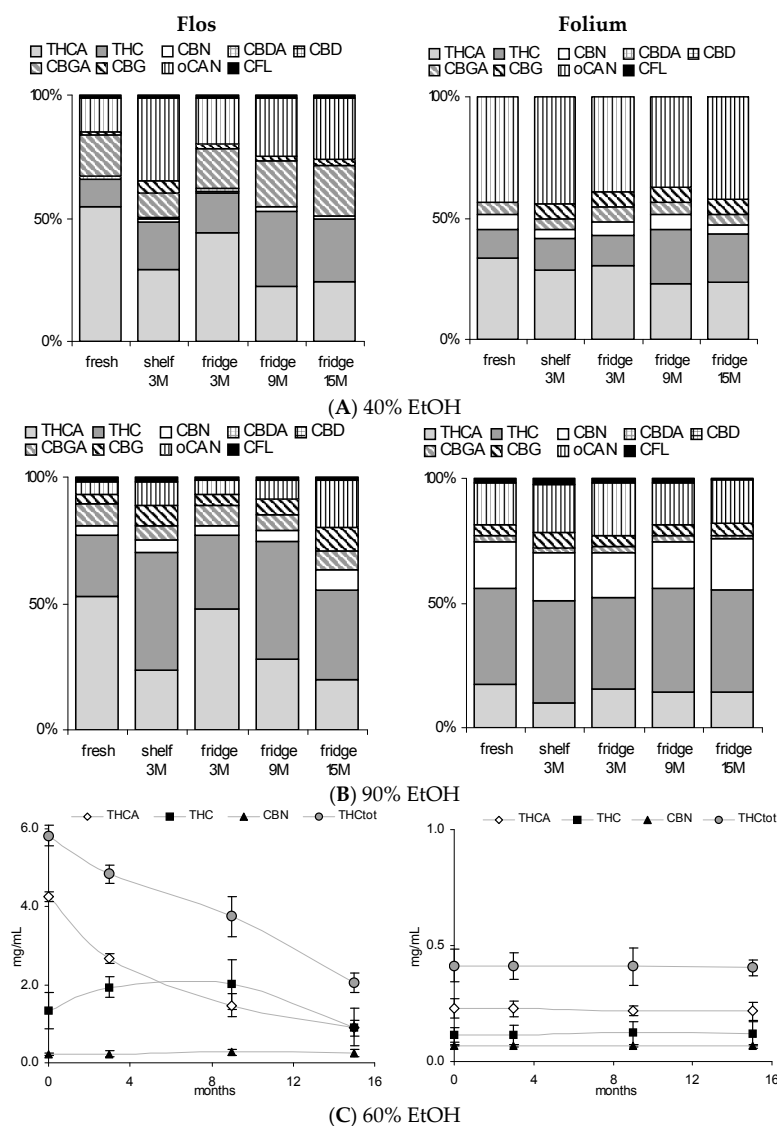 Flos
THCA THC CBN CBDA CBD
CBGA CBG oCAN CFL
100%
50%
0%
fresh shelf 3M fridge 3M fridge 9M fridge 15M
Folium
THCA THC CBN CBDA CBD
CBGA CBG oCAN CFL
100%
50%
0%
fresh shelf 3M fridge 3M fridge 9M fridge 15M
(A) 40% EtOH
THCA THC CBN CBDA CBD
CBGA CBG oCAN CFL
100%
50%
0%
fresh shelf 3M fridge 3M fridge 9M fridge 15M
THCA THC CBN CBDA CBD
CBGA CBG oCAN CFL
100%
50%
0%
fresh shelf 3M fridge 3M fridge 9M fridge 15M
(B) 90% EtOH
THCA THC CBN THCtot
6.0
4.0
2.0
0.0
mg/mL
0 4 8 12 16
months
THCA THC CBN THCtot
1.0
0.5
0.0
mg/mL
0 4 8 12 16
months
(C) 60% EtOH